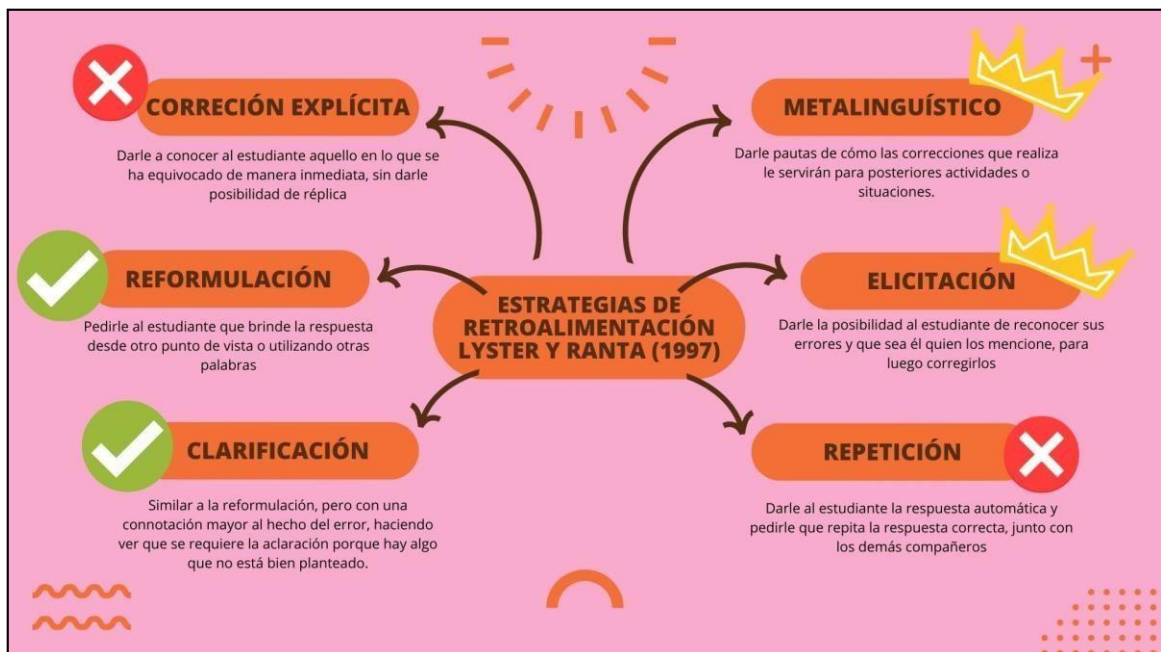 CORRECIÓN EXPLÍCITA
Darle a conocer al estudiante aquello en lo que se
ha equivocado de manera inmediata, sin darle
posibilidad de réplica
REFORMULACIÓN
Pedirle al estudiante que brinde la respuesta
desde otro punto de vista o utilizando otras
palabras
CLARIFICACIÓN
Similar a la reformulación, pero con una
connotación mayor al hecho del error, haciendo
ver que se requiere la aclaración porque hay algo
que no está bien planteado.
ESTRATEGIAS DE
RETROALIMENTACIÓN
LYSTER Y RANTA (1997)
METALINGUÍSTICO
Darle pautas de cómo las correcciones que realiza
le servirán para posteriores actividades o
situaciones.
ELICITACIÓN
Darle la posibilidad al estudiante de reconocer sus
errores y que sea él quien los mencione, para
luego corregirlos
REPETICIÓN
Darle al estudiante la respuesta automática y
pedirle que repita la respuesta correcta, junto con
los demás compañeros